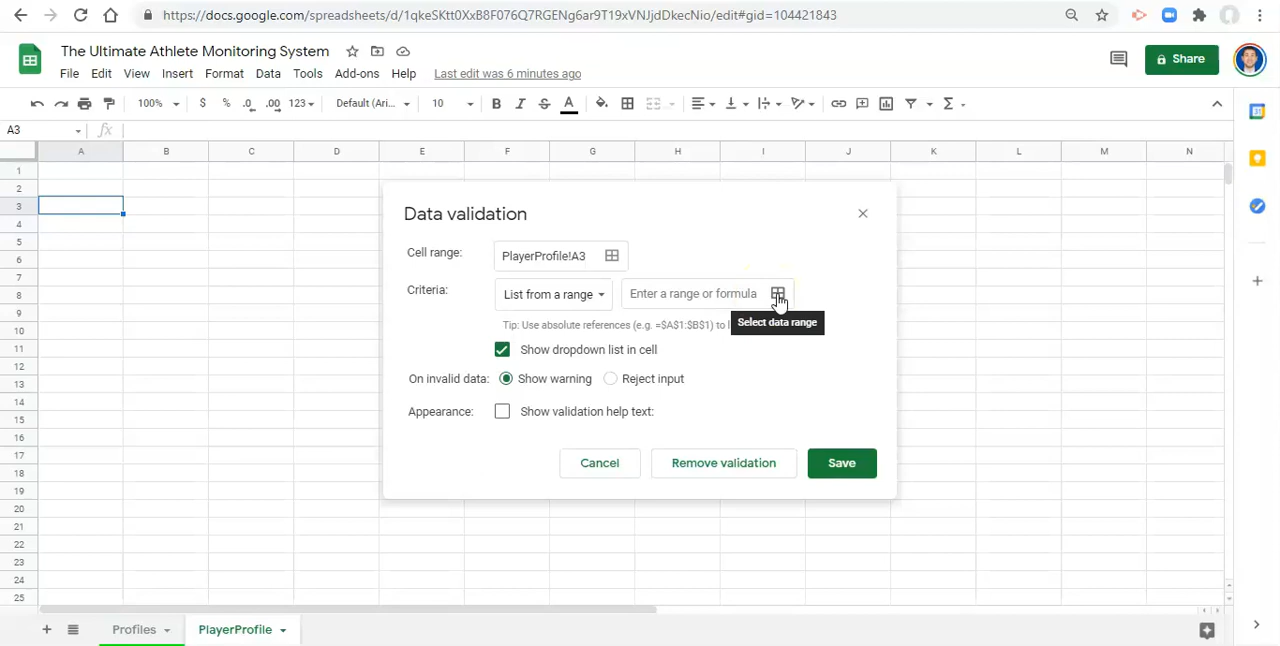 https://docs.google.com/spreadsheets/d/1qkeSKtt0XxB8F076Q7RGENg6ar9T19xVNJjdDkecNio/edit#gid=104421843
The Ultimate Athlete Monitoring System
File Edit View Insert Format Data Tools Add-ons Help Last edit was 6 minutes ago
Share
100% $ % .0 .00 123 Default (Ari... 10 B I S A Σ
A3 fx
A B C D E F G H I J K L M N
1
2
3
4
5
6
7
8
9
10
11
12
13
14
15
16
17
18
19
20
21
22
23
24
25
Data validation
Cell range: PlayerProfile!A3
Criteria: List from a range Enter a range or formula
Tip: Use absolute references (e.g. =$A$1:$B$1) to
Select data range
Show dropdown list in cell
On invalid data: Show warning Reject input
Appearance: Show validation help text:
Cancel Remove validation Save
Profiles PlayerProfile